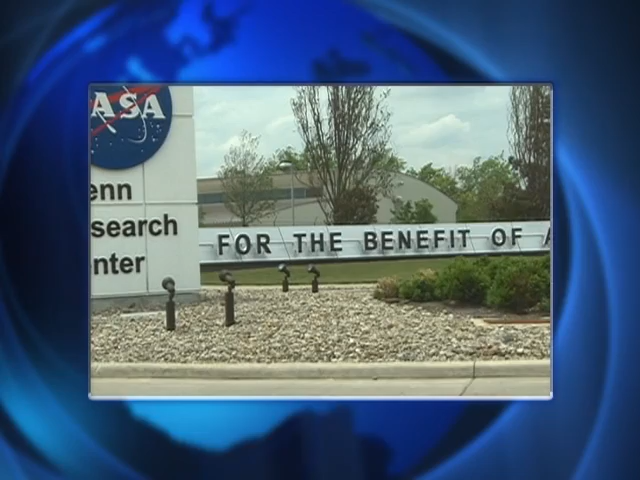 ASA
enn
search
nter
FOR THE BENEFIT OF A